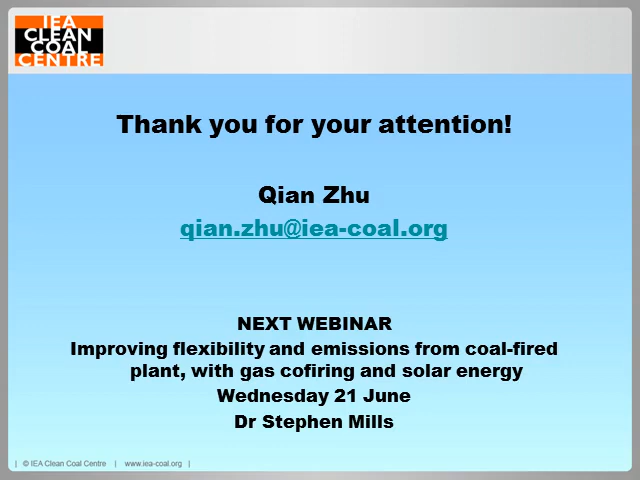 IEA
CLEAN
COAL
CENTRE
Thank you for your attention!
Qian Zhu
qian.zhu@iea-coal.org
NEXT WEBINAR
Improving flexibility and emissions from coal-fired
plant, with gas cofiring and solar energy
Wednesday 21 June
Dr Stephen Mills
| © IEA Clean Coal Centre | www.iea-coal.org |